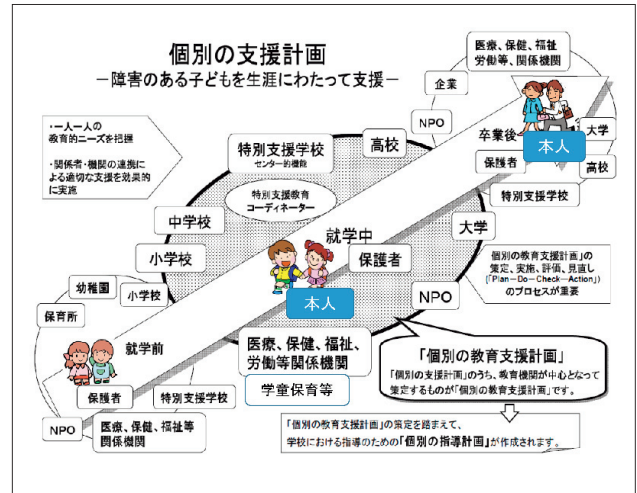 個別の支援計画
－障害のある子どもを生涯にわたって支援－
・一人一人の
教育的ニーズを把握
・関係者・機関の連携
による適切な支援を効果的
に実施
医療、保健、福祉
労働等、関係機関
企業
NPO
卒業後
本人
大学
高校
保護者
特別支援学校
特別支援学校
センター的機能
高校
特別支援教育
コーディネーター
中学校
小学校
就学中
保護者
大学
本人
NPO
医療、保健、福祉、
労働等関係機関
学童保育等
個別の教育支援計画」の
策定、実施、評価、見直し
(「Plan－Do－Check－Action」)
のプロセスが重要
幼稚園
小学校
保育所
就学前
保護者
特別支援学校
NPO
医療、保健、福祉等
関係機関
「個別の教育支援計画」
「個別の支援計画」のうち、教育機関が中心となって
策定するものが「個別の教育支援計画」です。
「個別の教育支援計画」の策定を踏まえて、
学校における指導のための「個別の指導計画」が作成されます。